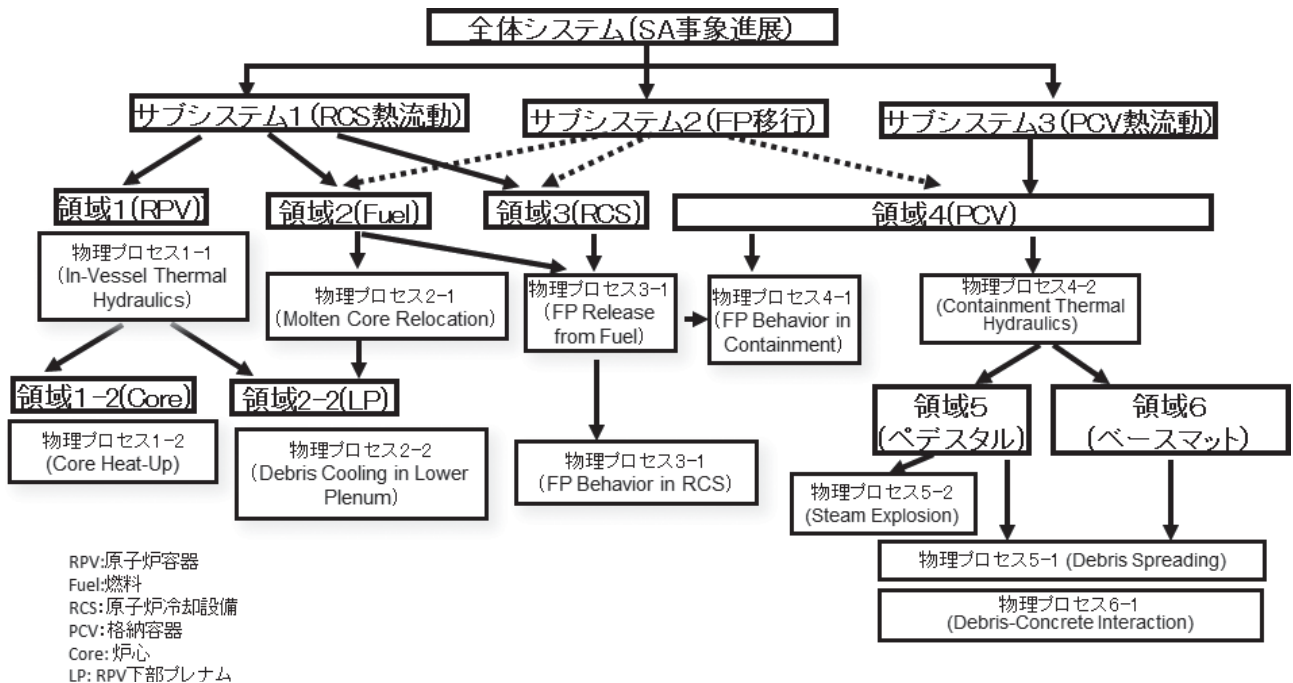 全体システム(SA事象進展)
サブシステム1(RCS熱流動)
サブシステム2(FP移行)
サブシステム3(PCV熱流動)
領域1(RPV)
領域2(Fuel)
領域3(RCS)
領域4(PCV)
物理プロセス1-1
(In-Vessel Thermal
Hydraulics)
物理プロセス2-1
(Molten Core Relocation)
物理プロセス3-1
(FP Release
from Fuel)
物理プロセス4-1
(FP Behavior in
Containment)
物理プロセス4-2
(Containment Thermal
Hydraulics)
領域1-2(Core)
領域2-2(LP)
領域5
(ペデスタル)
領域6
(ベースマット)
物理プロセス1-2
(Core Heat-Up)
物理プロセス2-2
(Debris Cooling in Lower
Plenum)
物理プロセス3-1
(FP Behavior in RCS)
物理プロセス5-2
(Steam Explosion)
物理プロセス5-1 (Debris Spreading)
物理プロセス6-1
(Debris-Concrete Interaction)
RPV:原子炉容器
Fuel:燃料
RCS:原子炉冷却設備
PCV:格納容器
Core: 炉心
LP: RPV下部プレナム